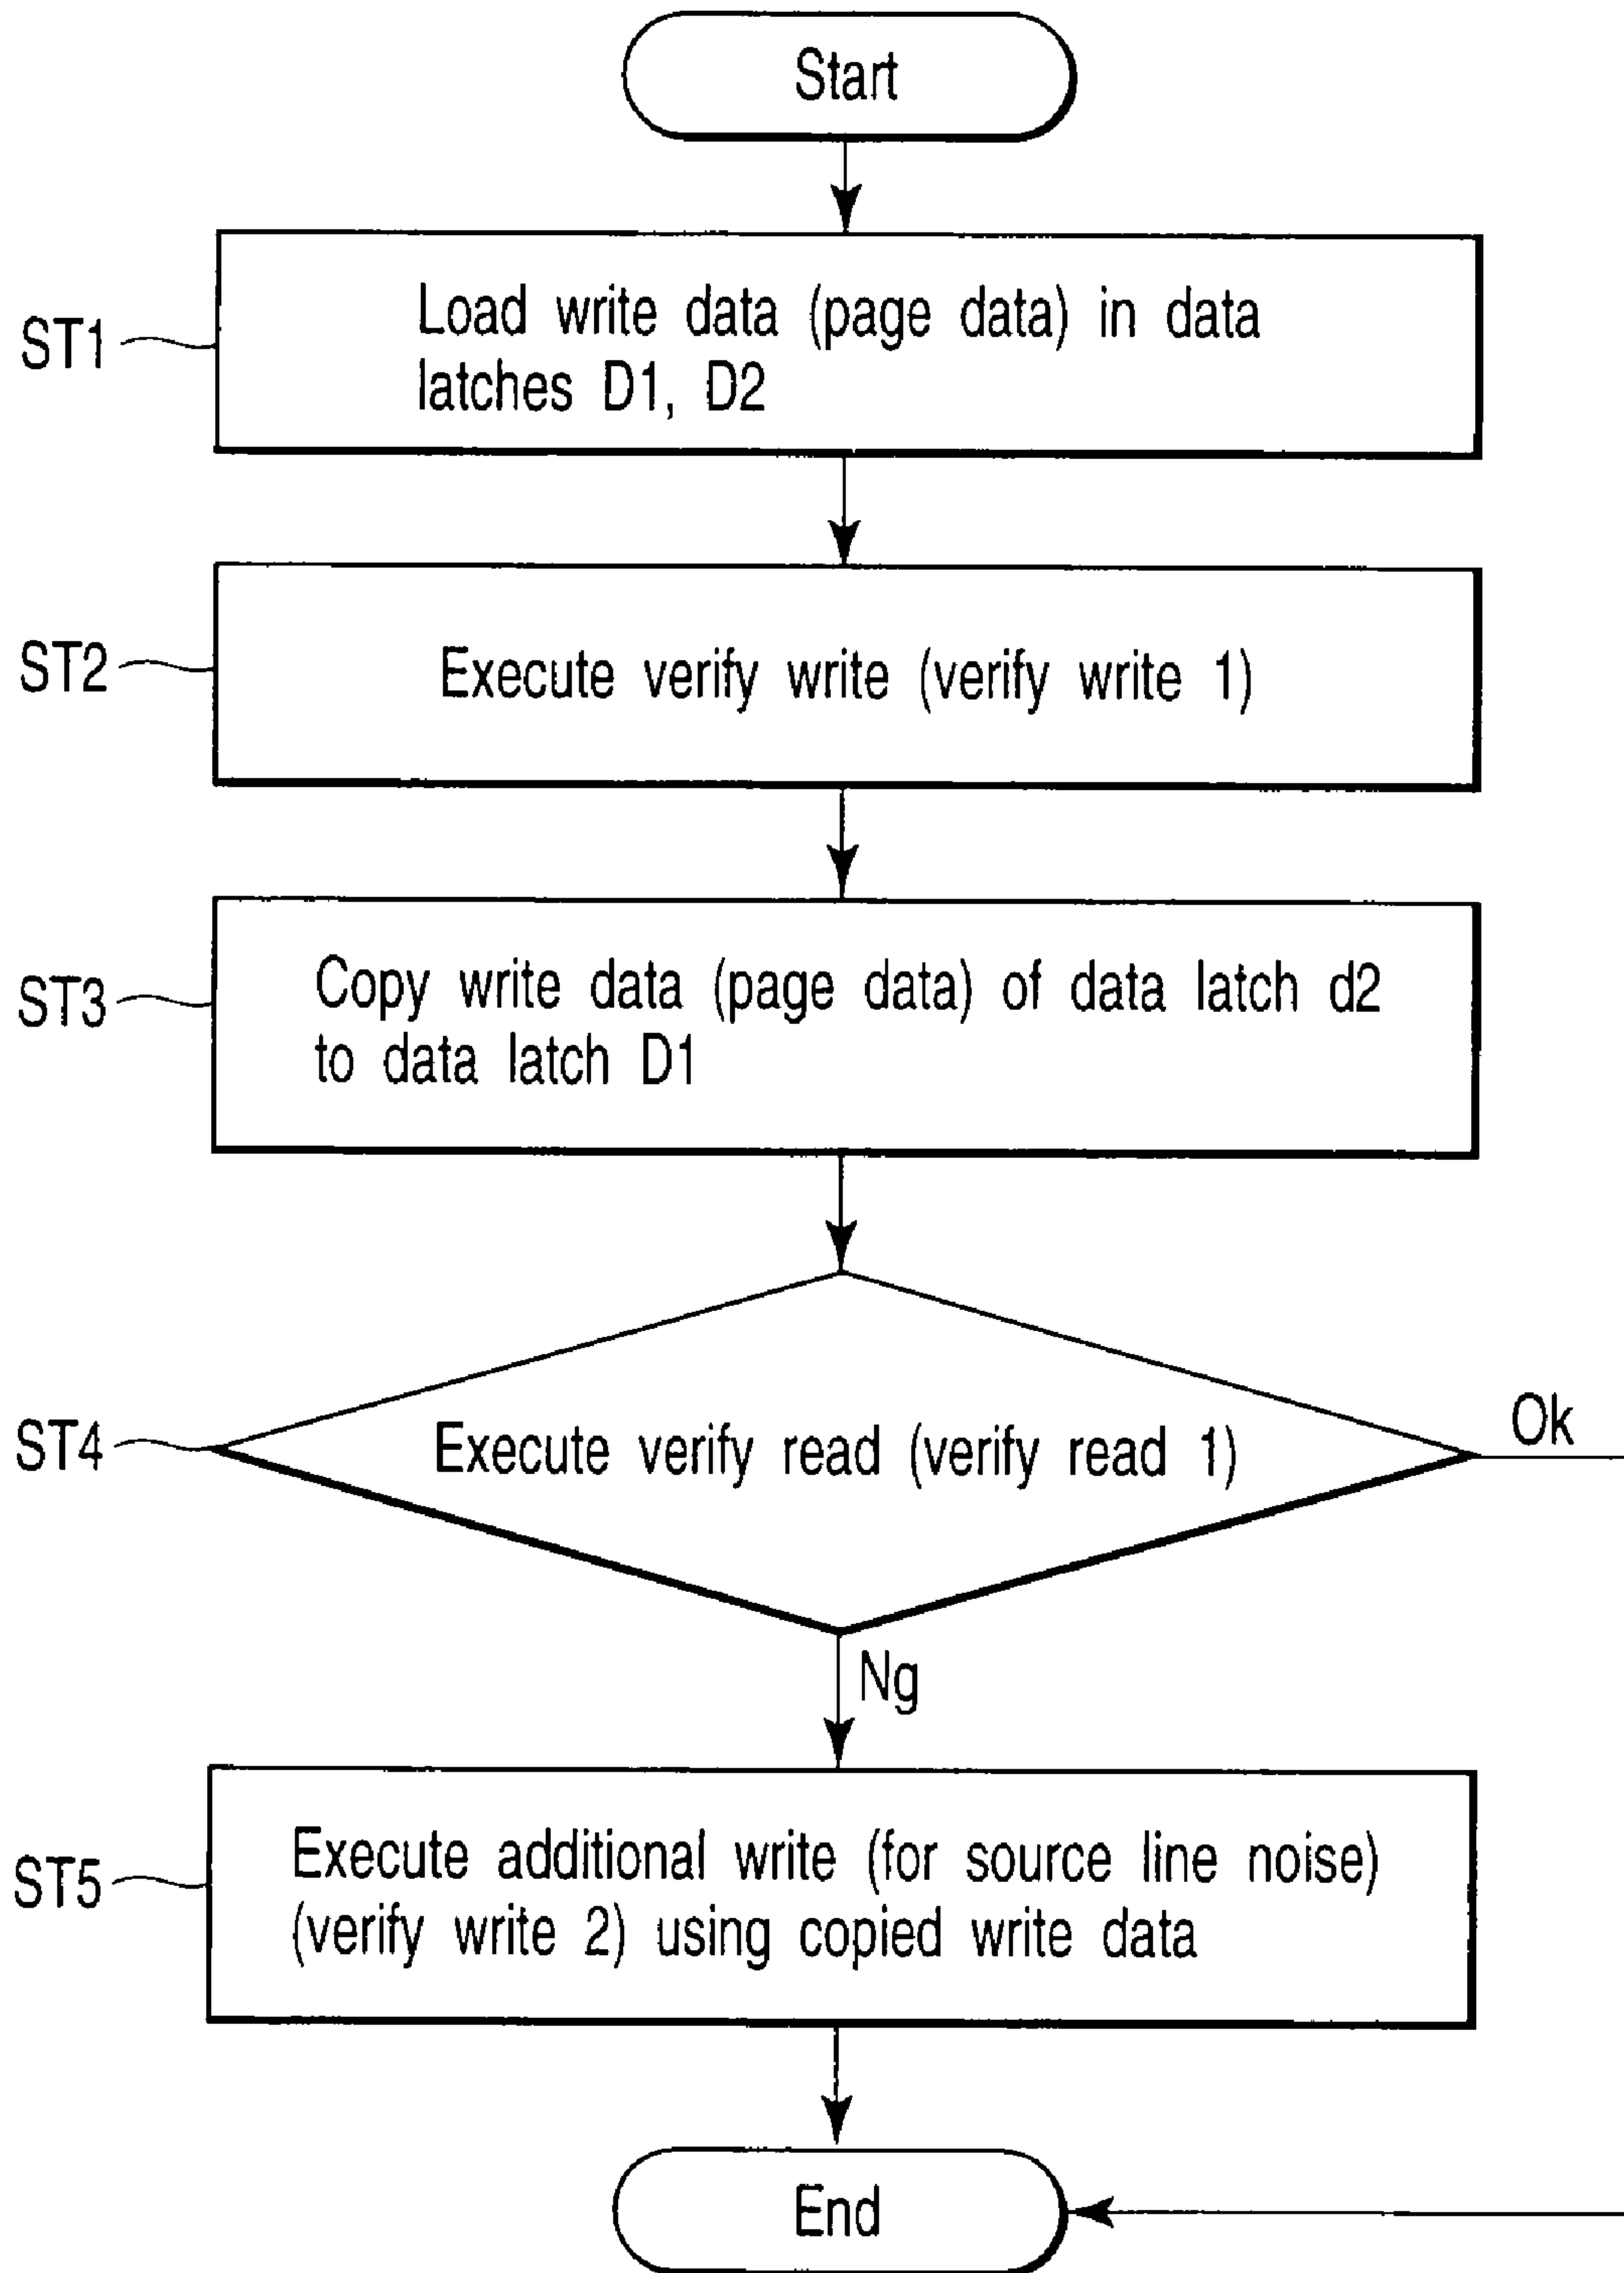 Start
ST1
Load write data (page data) in data
latches D1, D2
ST2
Execute verify write (verify write 1)
ST3
Copy write data (page data) of data latch d2
to data latch D1
ST4
Execute verify read (verify read 1)
Ok
Ng
ST5
Execute additional write (for source line noise)
(verify write 2) using copied write data
End